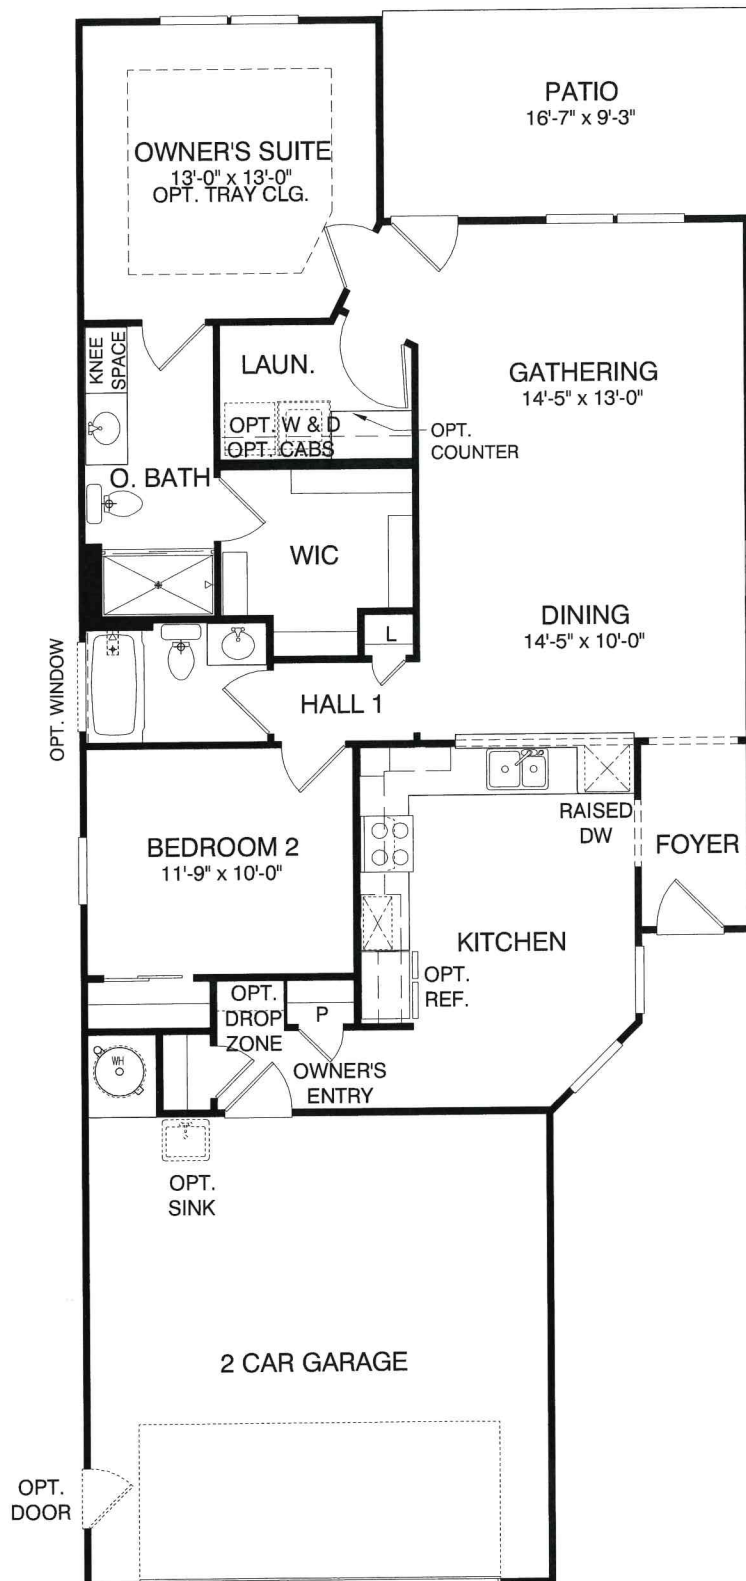 PATIO
16'-7" x 9'-3"
OWNER'S SUITE
13'-0" x 13'-0"
OPT. TRAY CLG.
KNEE
SPACE
LAUN.
GATHERING
14'-5" x 13'-0"
OPT. W & D
OPT. CABS
OPT.
COUNTER
O. BATH
WIC
DINING
14'-5" x 10'-0"
L
OPT. WINDOW
HALL 1
RAISED
DW
FOYER
BEDROOM 2
11'-9" x 10'-0"
KITCHEN
OPT.
REF.
OPT.
DROP
ZONE
P
WH
OWNER'S
ENTRY
OPT.
SINK
2 CAR GARAGE
OPT.
DOOR